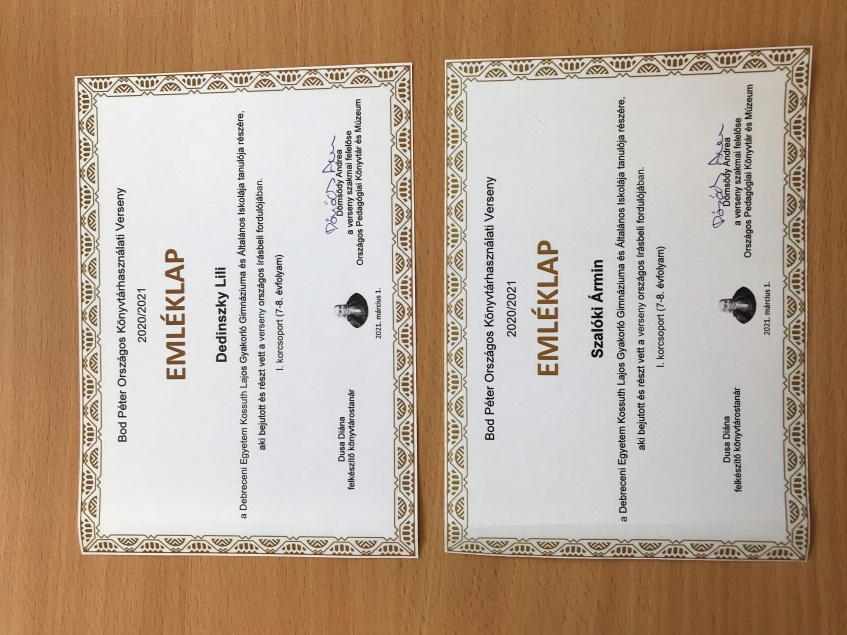 Bod Péter Országos Könyvtárhasználati Verseny
2020/2021
EMLÉKLAP
Dedinszky Lili
a Debreceni Egyetem Kossuth Lajos Gyakorló Gimnáziuma és Általános Iskolája tanulója részére,
aki bejutott és részt vett a verseny országos írásbeli fordulójában.
I. korcsoport (7-8. évfolyam)
Dusa Diána
felkészítő könyvtárostanár
2021. március 1.
Dömsödy Andrea
a verseny szakmai felelőse
Országos Pedagógiai Könyvtár és Múzeum
Bod Péter Országos Könyvtárhasználati Verseny
2020/2021
EMLÉKLAP
Szalóki Ármin
a Debreceni Egyetem Kossuth Lajos Gyakorló Gimnáziuma és Általános Iskolája tanulója részére,
aki bejutott és részt vett a verseny országos írásbeli fordulójában.
I. korcsoport (7-8. évfolyam)
Dusa Diána
felkészítő könyvtárostanár
2021. március 1.
Dömsödy Andrea
a verseny szakmai felelőse
Országos Pedagógiai Könyvtár és Múzeum